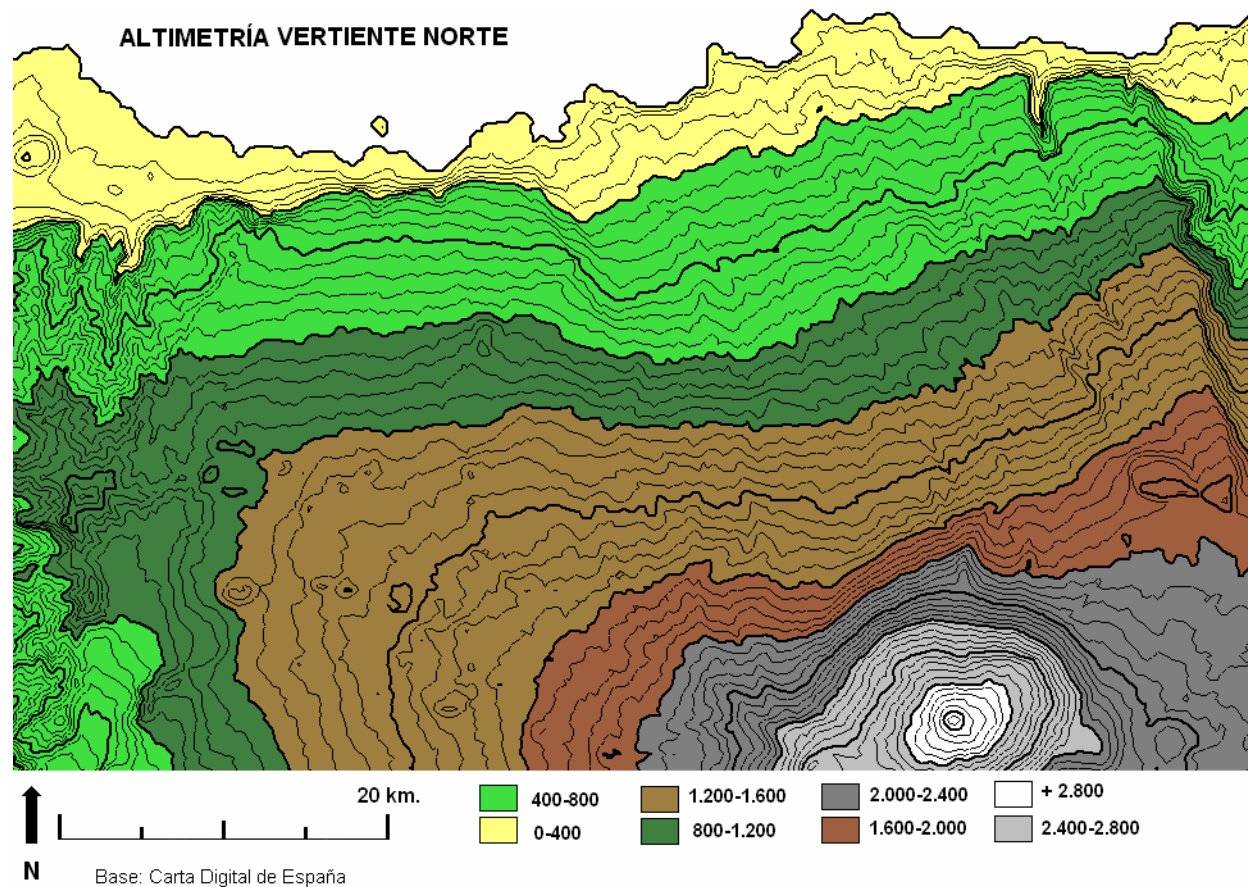 ALTIMETRÍA VERTIENTE NORTE
20 km.
400-800
1.200-1.600
2.000-2.400
+ 2.800
0-400
800-1.200
1.600-2.000
2.400-2.800
N
Base: Carta Digital de España